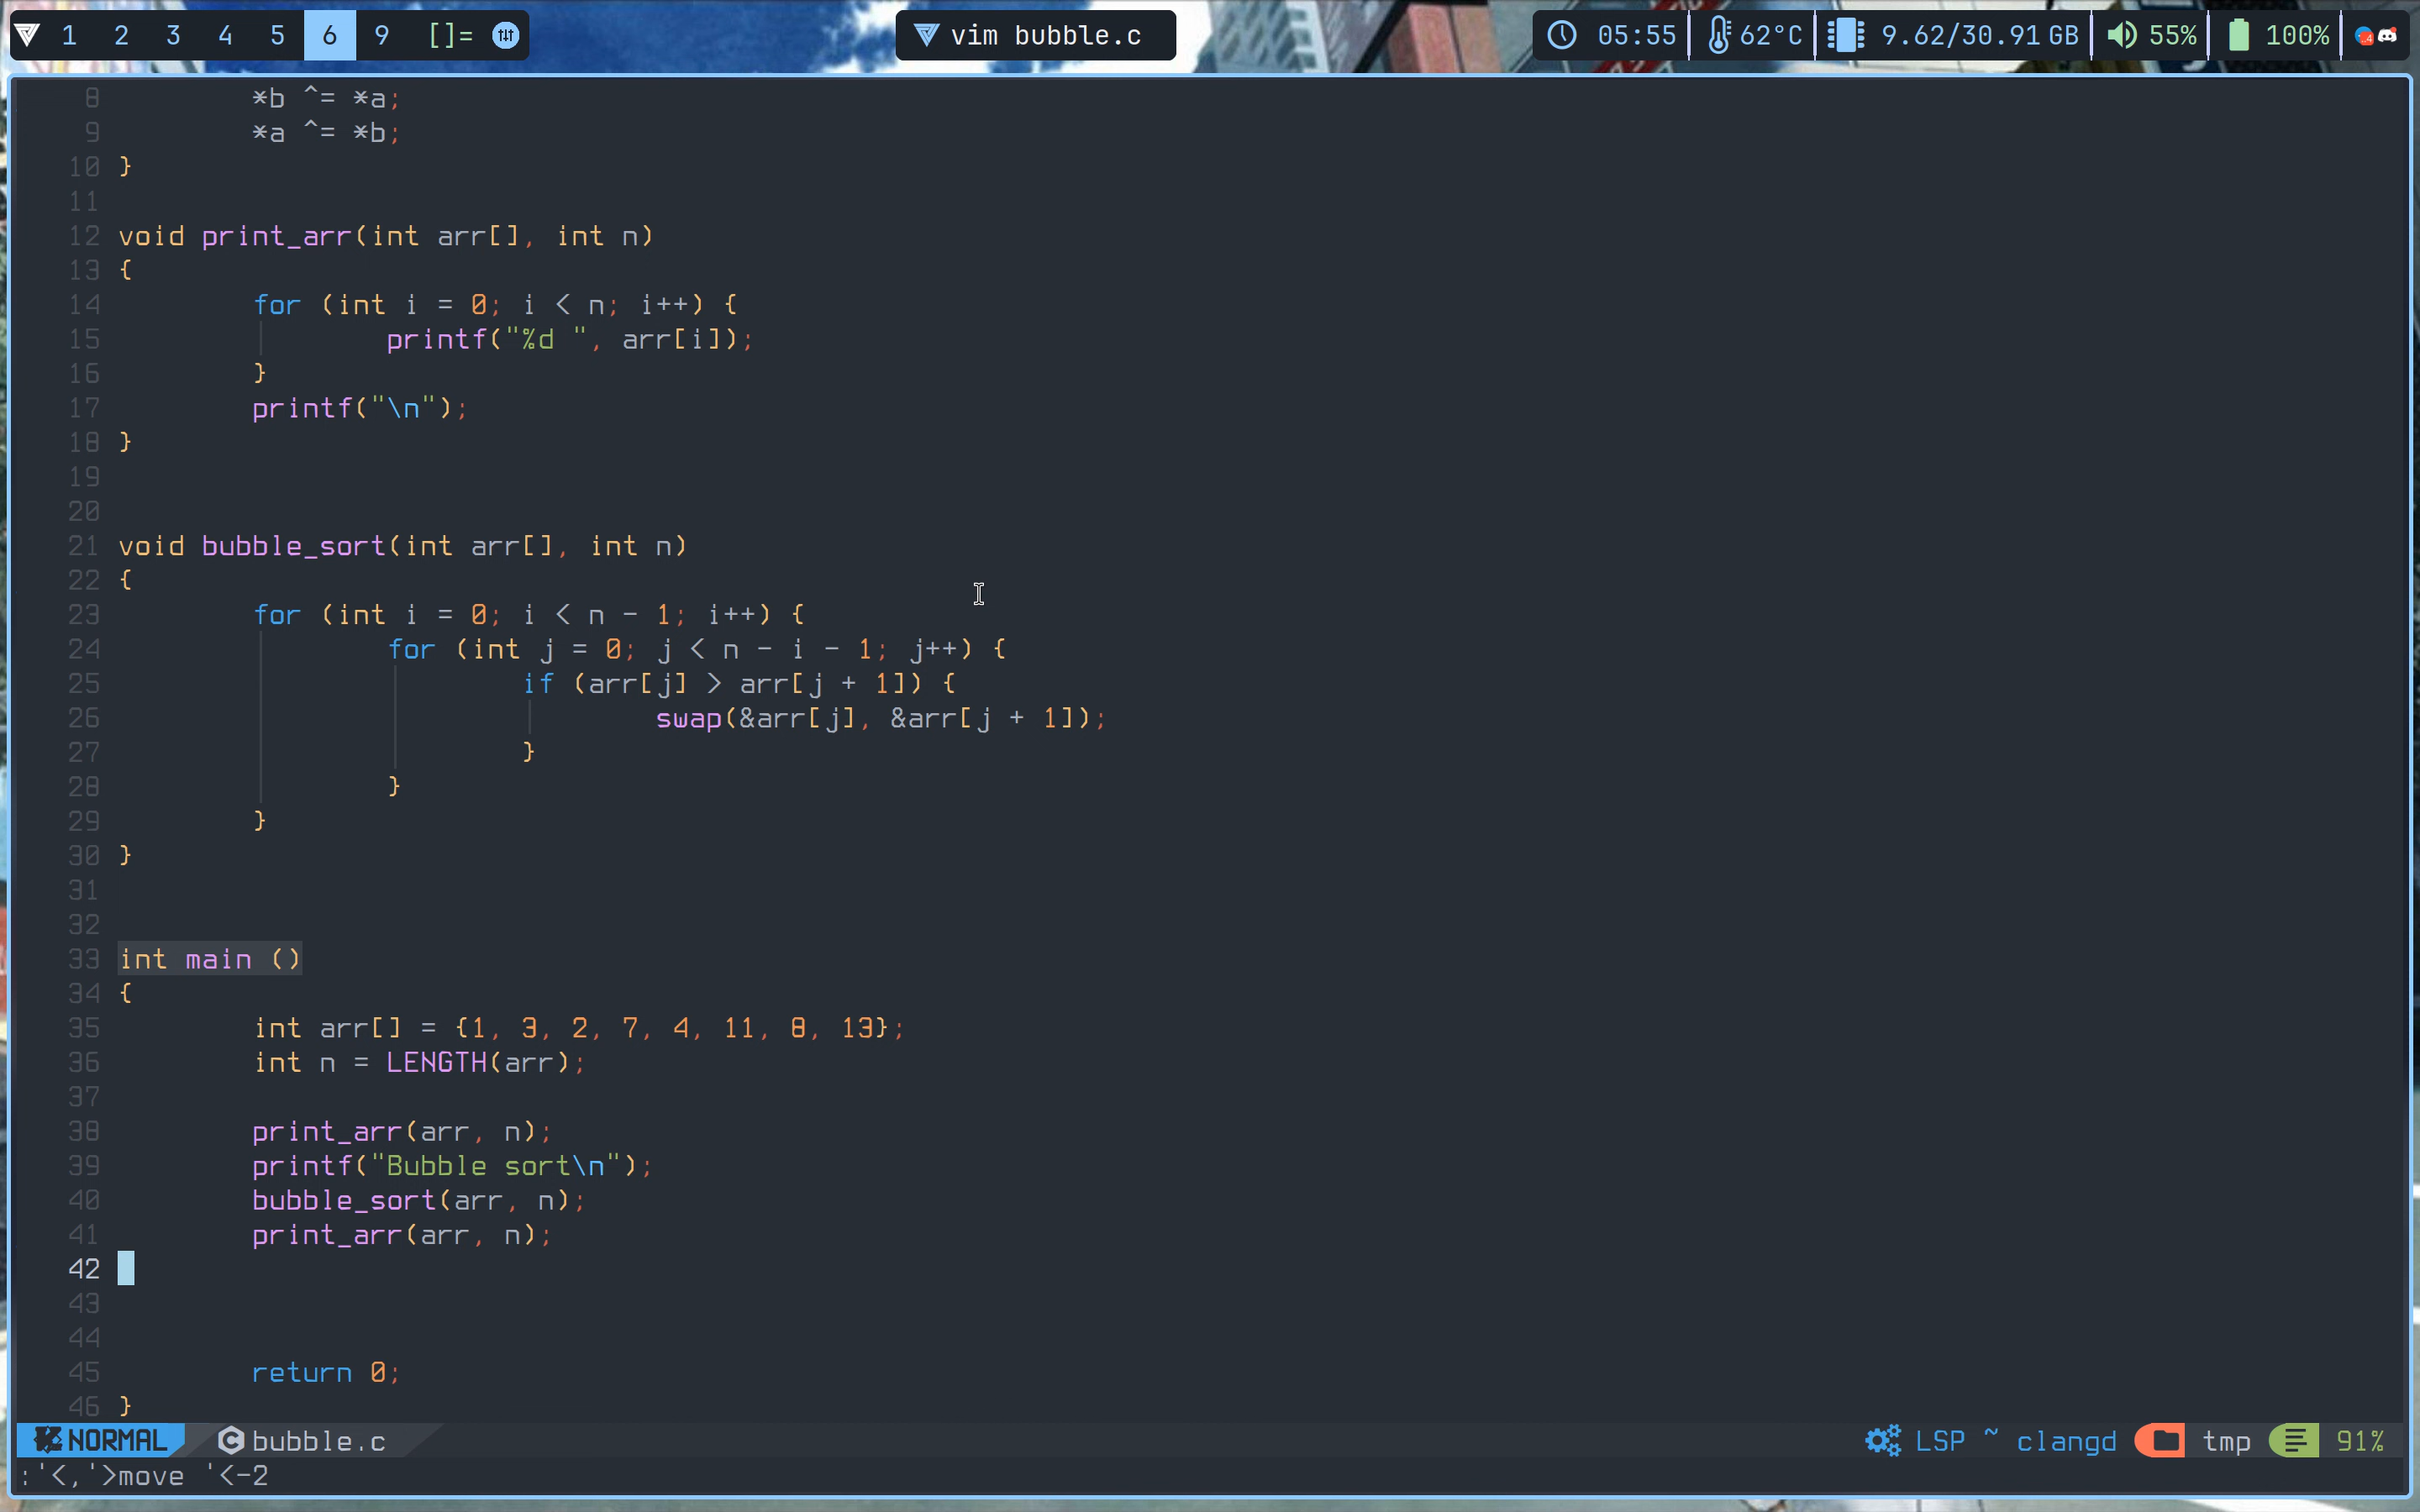 1 2 3 4 5 6 9 []= vim bubble.c 05:55 62°C 9.62/30.91 GB 55% 100%
8 *b ^= *a;
9 *a ^= *b;
10 }
11
12 void print_arr(int arr[], int n)
13 {
14 for (int i = 0; i < n; i++) {
15 printf("%d ", arr[i]);
16 }
17 printf("\n");
18 }
19
20
21 void bubble_sort(int arr[], int n)
22 {
23 for (int i = 0; i < n - 1; i++) {
24 for (int j = 0; j < n - i - 1; j++) {
25 if (arr[j] > arr[j + 1]) {
26 swap(&arr[j], &arr[j + 1]);
27 }
28 }
29 }
30 }
31
32
33 int main ()
34 {
35 int arr[] = {1, 3, 2, 7, 4, 11, 8, 13};
36 int n = LENGTH(arr);
37
38 print_arr(arr, n);
39 printf("Bubble sort\n");
40 bubble_sort(arr, n);
41 print_arr(arr, n);
42
43
44
45 return 0;
46 }
NORMAL bubble.c LSP ~ clangd tmp 91%
:'<,'>move '<-2